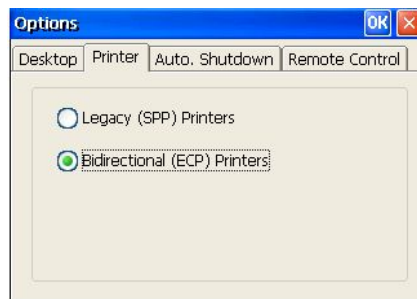 Options OK
Desktop Printer Auto. Shutdown Remote Control
Legacy (SPP) Printers
Bidirectional (ECP) Printers